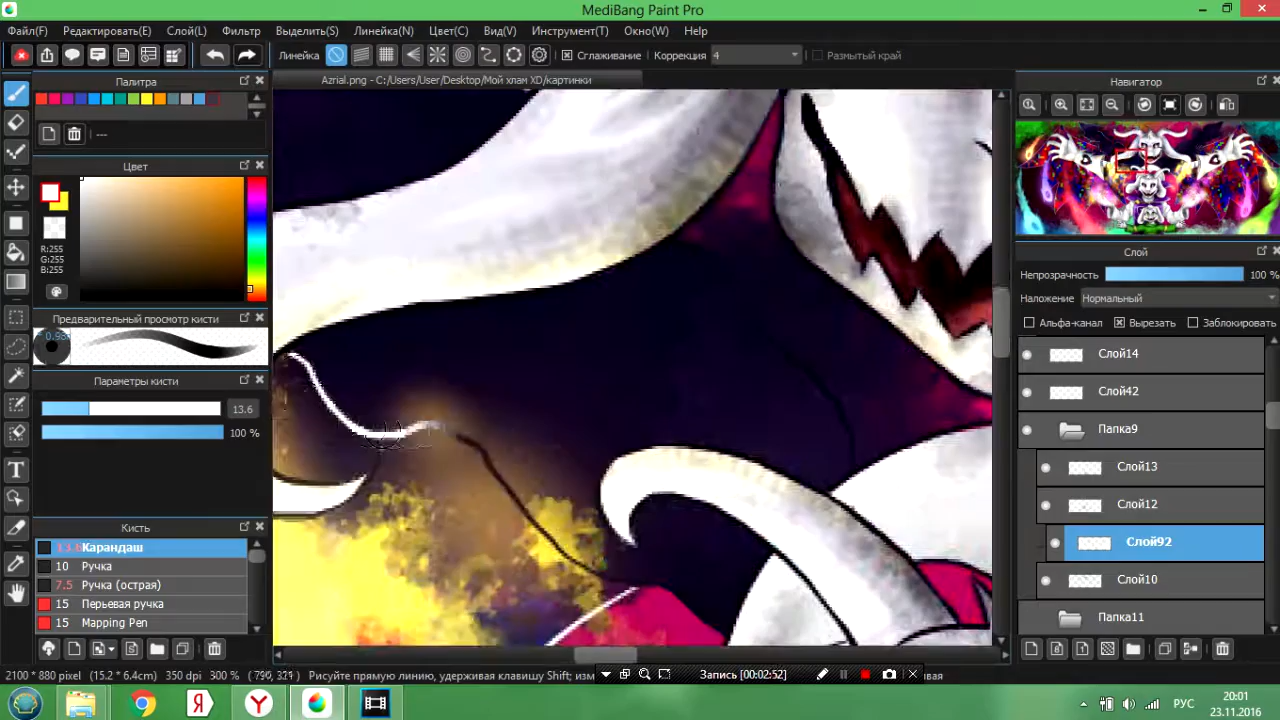 MediBang Paint Pro
Файл(F) Редактировать(E) Слой(L) Фильтр Выделить(S) Линейка(N) Цвет(C) Вид(V) Инструмент(T) Окно(W) Help
Линейка Сглаживание Коррекция 4 Размытый край
Палитра
Azrial.png - C:/Users/User/Desktop/Мой хлам XD/картинки
Навигатор
---
Цвет
R:255
G:255
B:255
Слой
Непрозрачность 100 %
Наложение Нормальный
Альфа-канал Вырезать Заблокировать
Предварительный просмотр кисти
Параметры кисти
13.6
100 %
Слой14
Слой42
Папка9
Слой13
Слой12
Слой92
Слой10
Папка11
Кисть
Карандаш
10 Ручка
7.5 Ручка (острая)
15 Перьевая ручка
15 Mapping Pen
2100 * 880 pixel (15.2 * 6.4cm) 350 dpi 300 % Рисуйте прямую линию, удерживая клавишу Shift; изм
Запись [00:02:52]
РУС
20:01
23.11.2016